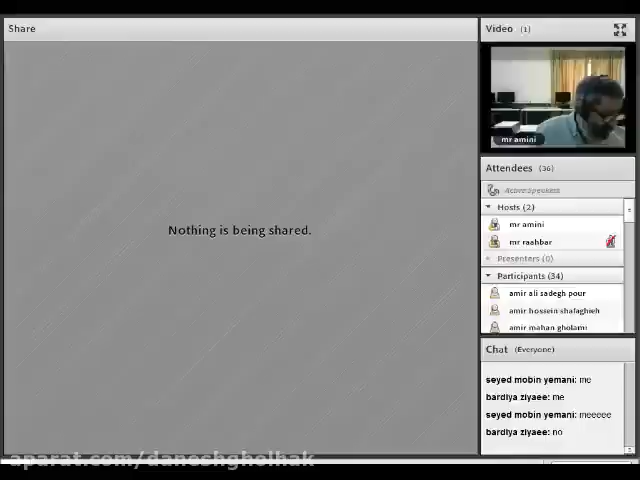 Share
Nothing is being shared.
Video (1)
mr amini
Attendees (36)
Active Speakers
Hosts (2)
mr amini
mr raahbar
Presenters (0)
Participants (34)
amir ali sadegh pour
amir hossein shafaghieh
amir mahan gholami
Chat (Everyone)
seyed mobin yemani: me
bardiya ziyaee: me
seyed mobin yemani: meeeee
bardiya ziyaee: no
aparat.com/daneshgholhak